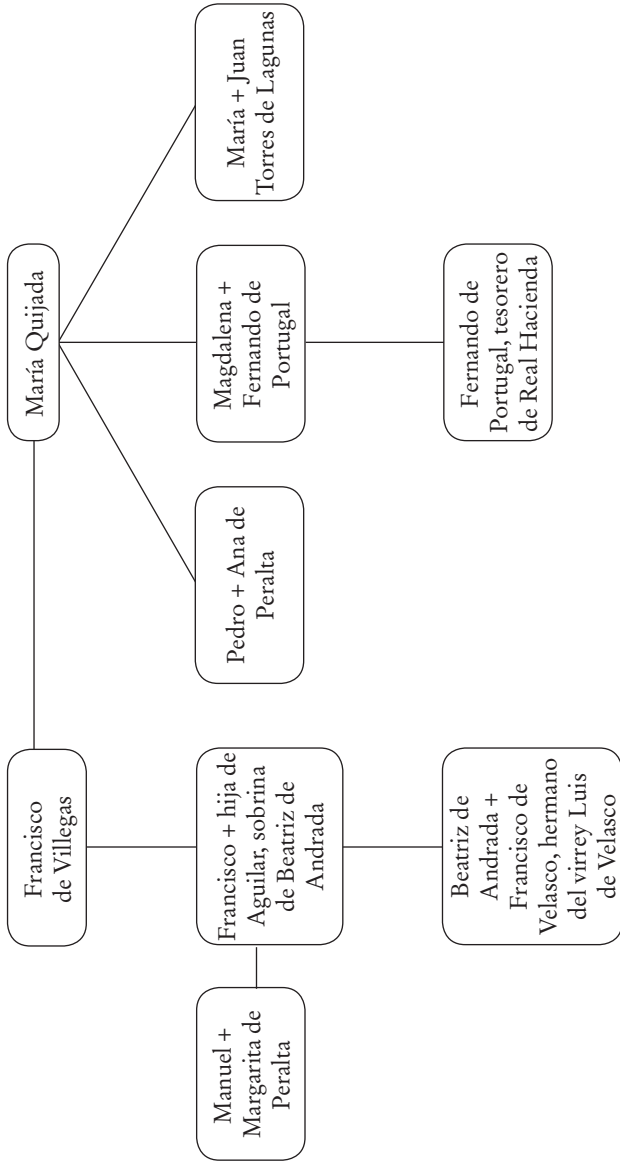 Francisco
de Villegas
María Quijada
Manuel +
Margarita de
Peralta
Francisco + hija de
Aguilar, sobrina
de Beatriz de
Andrada
Pedro + Ana de
Peralta
Magdalena +
Fernando de
Portugal
María + Juan
Torres de Lagunas
Beatriz de
Andrada +
Francisco de
Velasco, hermano
del virrey Luis
de Velasco
Fernando de
Portugal, tesorero
de Real Hacienda